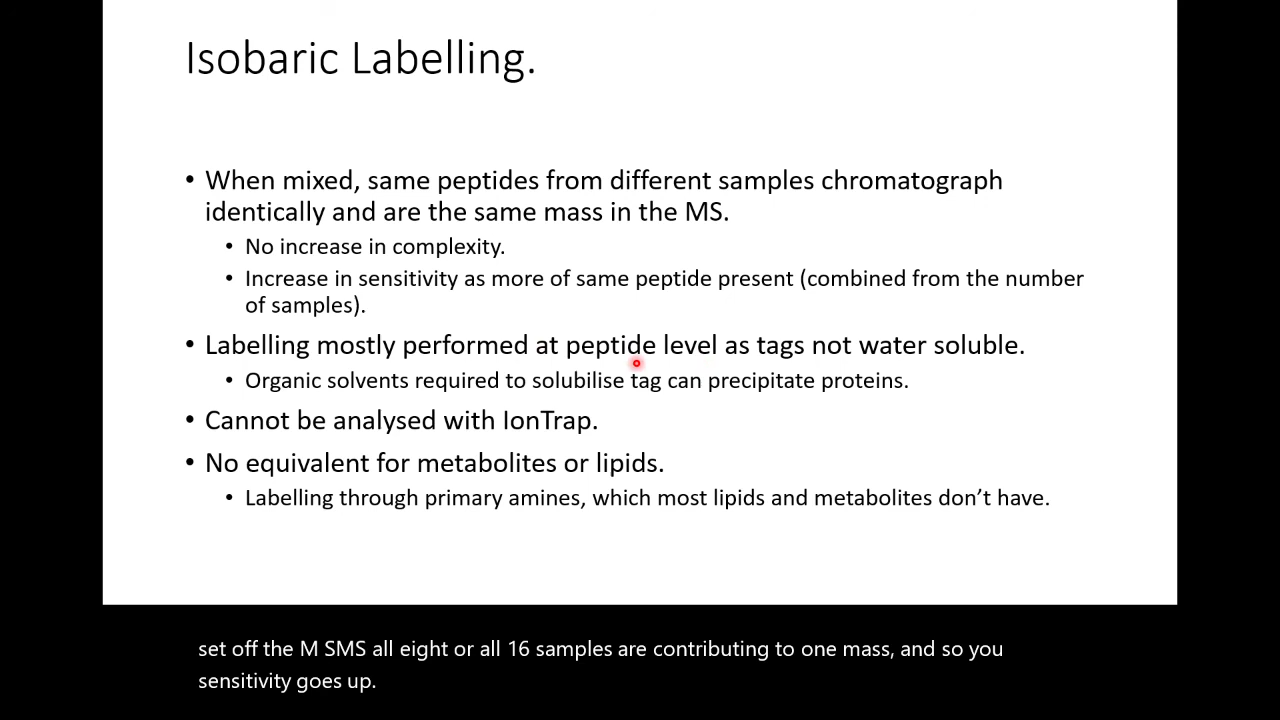 Isobaric Labelling.
• When mixed, same peptides from different samples chromatograph
identically and are the same mass in the MS.
• No increase in complexity.
• Increase in sensitivity as more of same peptide present (combined from the number
of samples).
• Labelling mostly performed at peptide level as tags not water soluble.
• Organic solvents required to solubilise tag can precipitate proteins.
• Cannot be analysed with IonTrap.
• No equivalent for metabolites or lipids.
• Labelling through primary amines, which most lipids and metabolites don’t have.
set off the M SMS all eight or all 16 samples are contributing to one mass, and so you
sensitivity goes up.